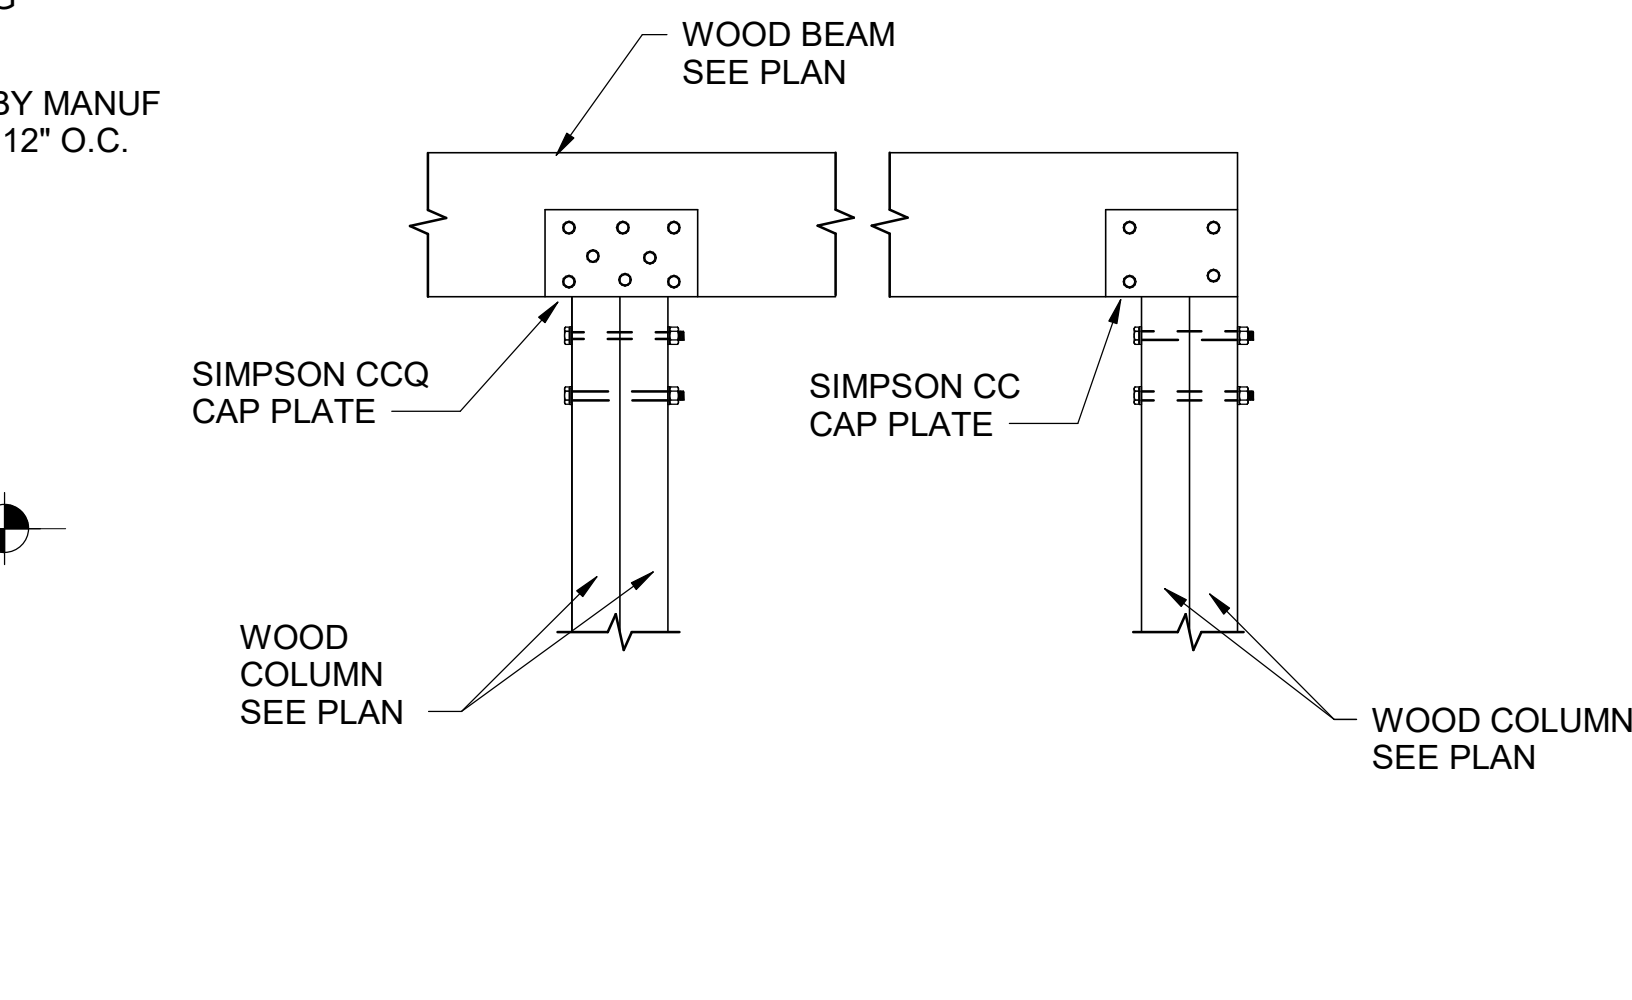 WOOD BEAM
SEE PLAN
BY MANUF
12" O.C.
SIMPSON CCQ
CAP PLATE
SIMPSON CC
CAP PLATE
WOOD
COLUMN
SEE PLAN
WOOD COLUMN
SEE PLAN